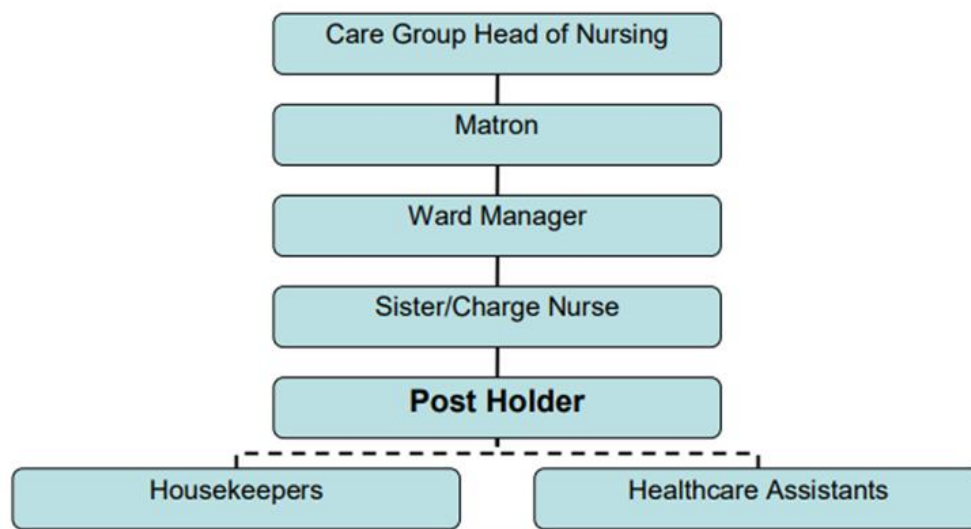 Care Group Head of Nursing
Matron
Ward Manager
Sister/Charge Nurse
Post Holder
Housekeepers
Healthcare Assistants